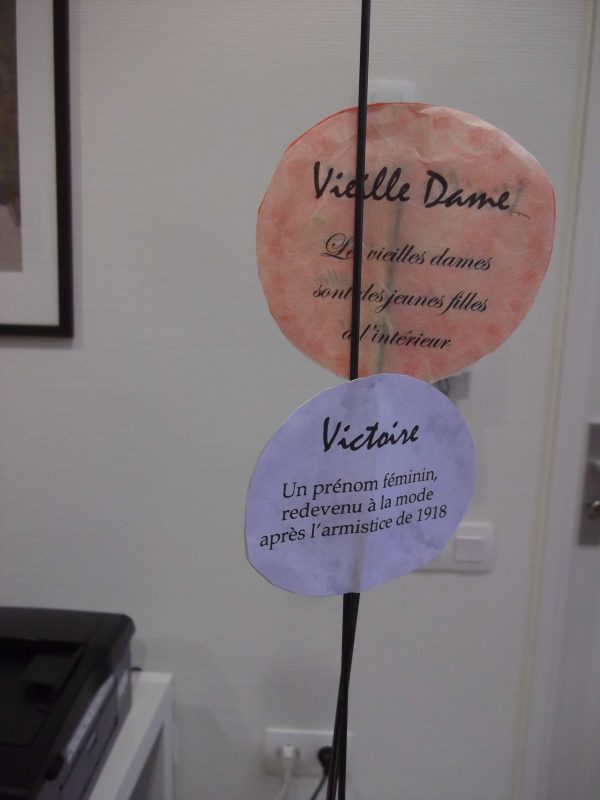 Vieille Dame
Les vieilles dames
sont des jeunes filles
à l'intérieur
Victoire
Un prénom féminin,
redevenu à la mode
après l'armistice de 1918